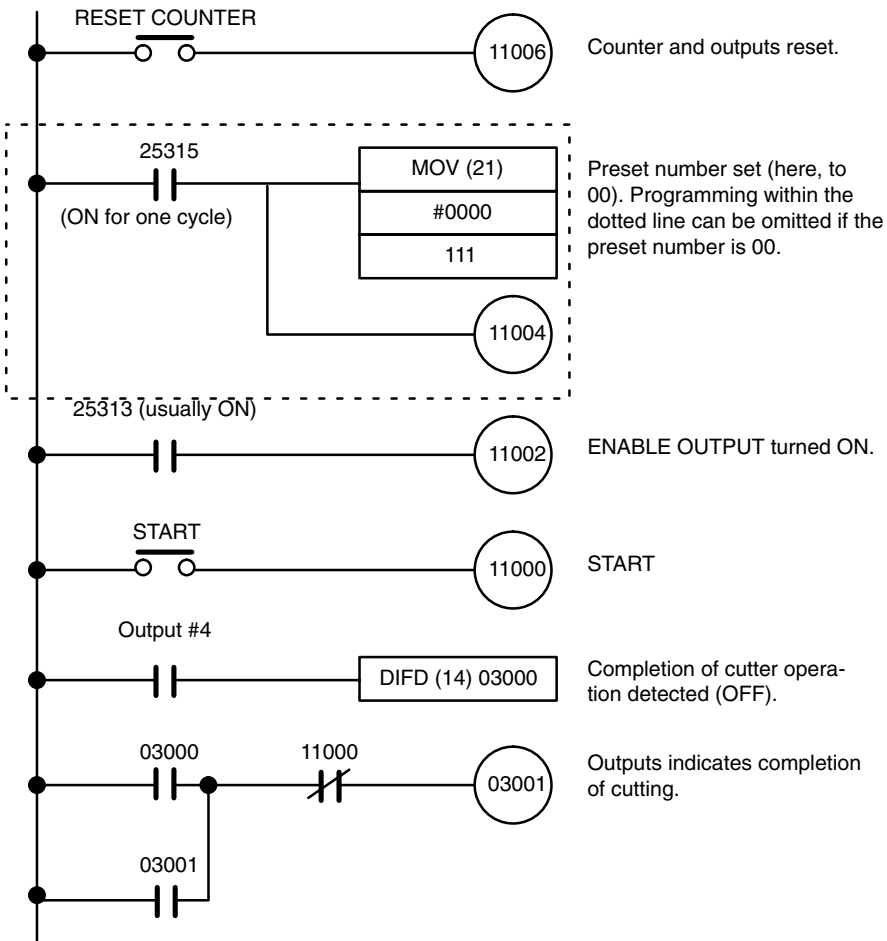 RESET COUNTER
11006
Counter and outputs reset.
25315
(ON for one cycle)
MOV (21)
#0000
111
Preset number set (here, to
00). Programming within the
dotted line can be omitted if the
preset number is 00.
11004
25313 (usually ON)
11002
ENABLE OUTPUT turned ON.
START
11000
START
Output #4
DIFD (14) 03000
Completion of cutter opera-
tion detected (OFF).
03000
11000
03001
Outputs indicates completion
of cutting.
03001